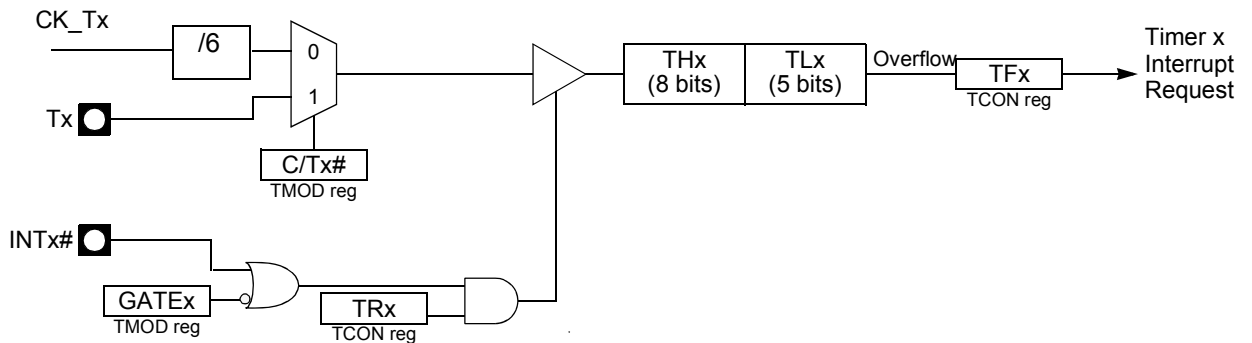 CK_Tx
/6
0
1
Tx
C/Tx#
TMOD reg
THx
(8 bits)
TLx
(5 bits)
Overflow
TFx
TCON reg
Timer x
Interrupt
Request
INTx#
GATEx
TMOD reg
TRx
TCON reg